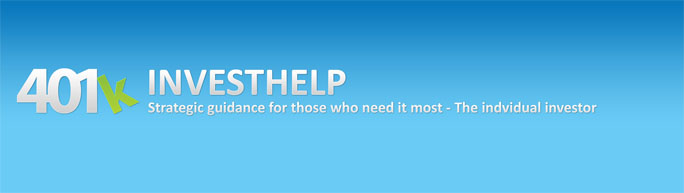 401k INVESTHELP
Strategic guidance for those who need it most - The indvidual investor